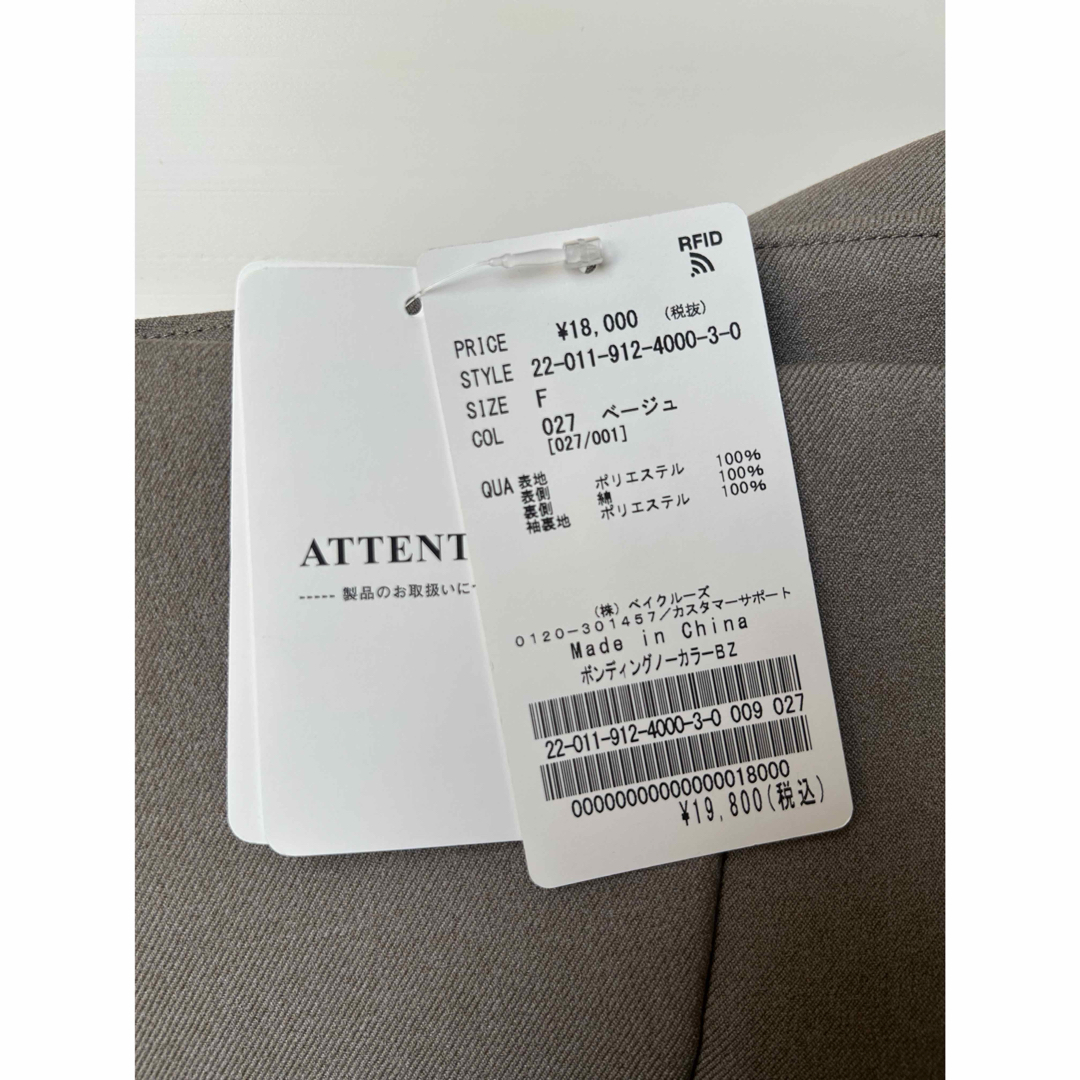 RFID
PRICE ¥18,000 (税抜)
STYLE 22-011-912-4000-3-0
SIZE F
COL 027 ベージュ
[027/001]
QUA 表地
表側 ポリエステル 100%
裏側 綿 100%
袖裏地 ポリエステル 100%
(株) ベイクルーズ
0120-301457/カスタマーサポート
Made in China
ボンディングノーカラーBZ
22-011-912-4000-3-0 009 027
00000000000000018000
¥19,800(税込)
ATTENT
----- 製品のお取扱いにつ